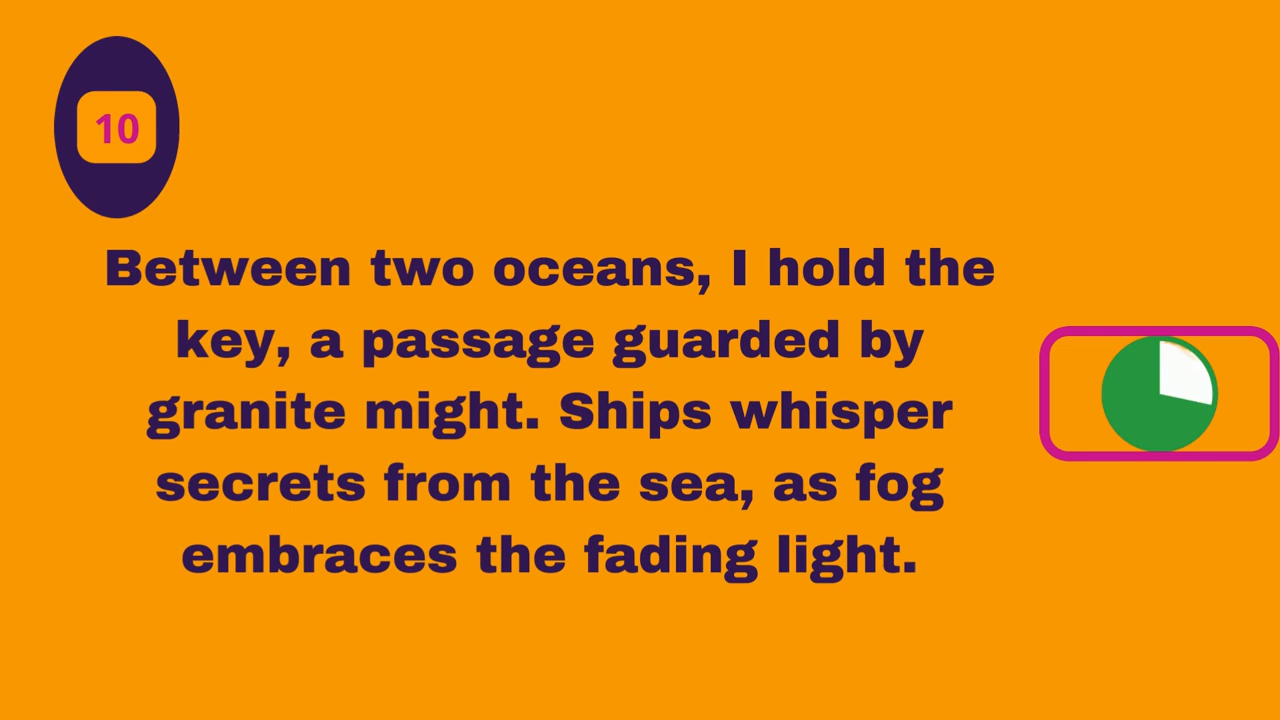 10
Between two oceans, I hold the
key, a passage guarded by
granite might. Ships whisper
secrets from the sea, as fog
embraces the fading light.